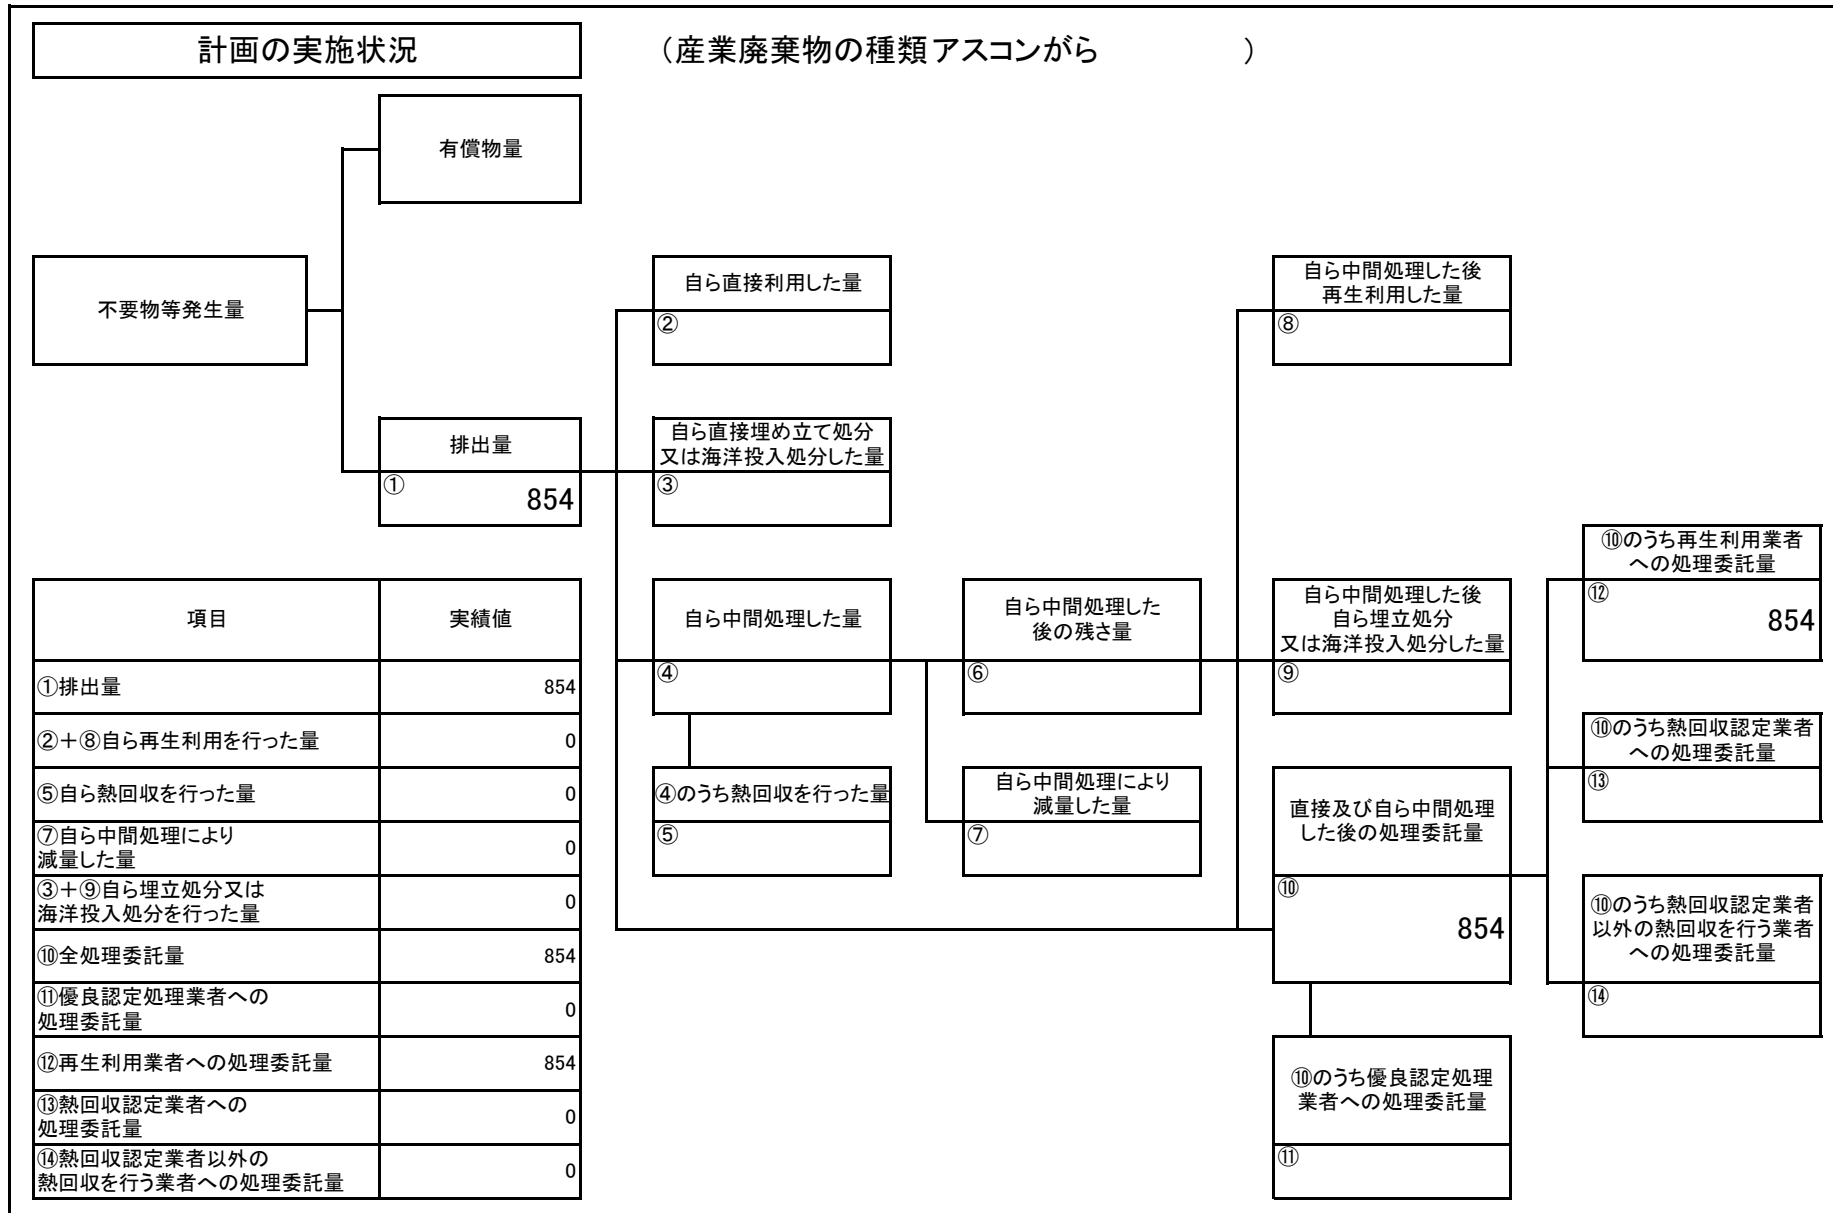 計画の実施状況
（産業廃棄物の種類アスコンがら　　　　　）
有償物量
不要物等発生量
自ら直接利用した量
②
自ら中間処理した後
再生利用した量
⑧
排出量
①
854
自ら直接埋め立て処分
又は海洋投入処分した量
③
⑩のうち再生利用業者
への処理委託量
⑫
854
自ら中間処理した量
④
自ら中間処理した
後の残さ量
⑥
自ら中間処理した後
自ら埋立処分
又は海洋投入処分した量
⑨
⑩のうち熱回収認定業者
への処理委託量
⑬
④のうち熱回収を行った量
⑤
自ら中間処理により
減量した量
⑦
直接及び自ら中間処理
した後の処理委託量
⑩
854
⑩のうち熱回収認定業者
以外の熱回収を行う業者
への処理委託量
⑭
⑩のうち優良認定処理
業者への処理委託量
⑪
項目 実績値
①排出量 854
②＋⑧自ら再生利用を行った量 0
⑤自ら熱回収を行った量 0
⑦自ら中間処理により
減量した量 0
③＋⑨自ら埋立処分又は
海洋投入処分を行った量 0
⑩全処理委託量 854
⑪優良認定処理業者への
処理委託量 0
⑫再生利用業者への処理委託量 854
⑬熱回収認定業者への
処理委託量 0
⑭熱回収認定業者以外の
熱回収を行う業者への処理委託量 0